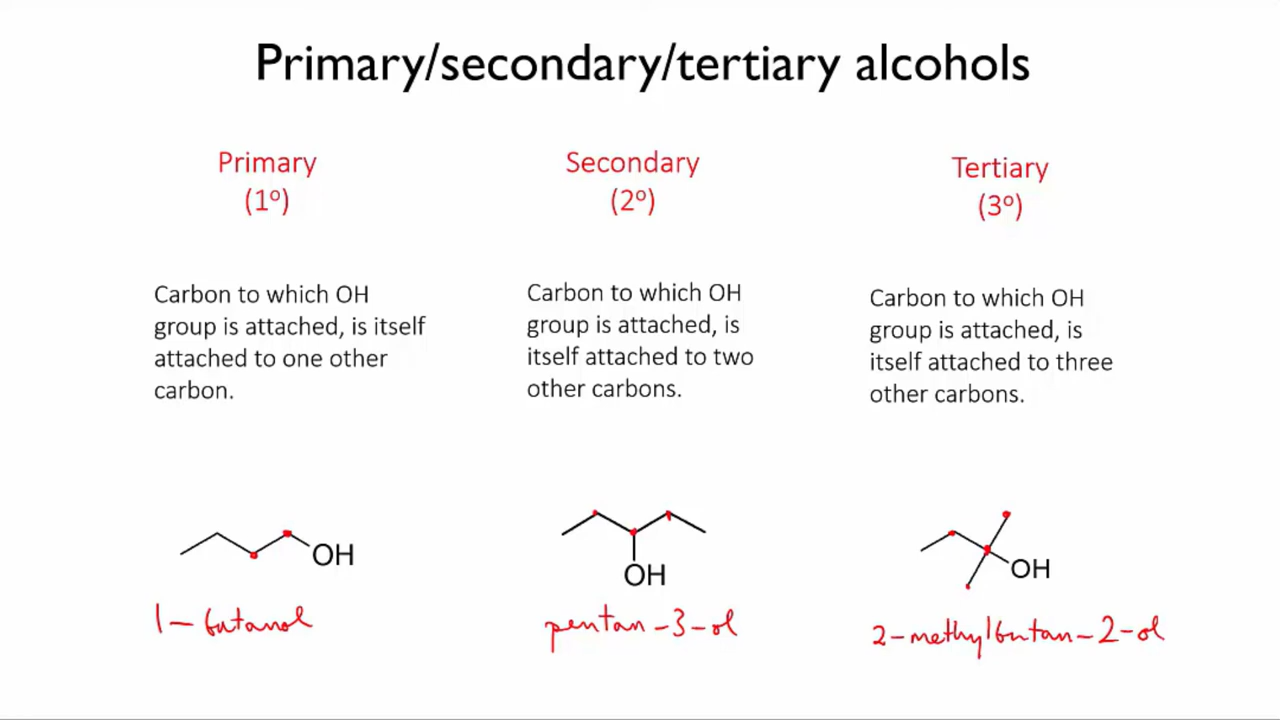 Primary/secondary/tertiary alcohols
Primary
(1º)
Carbon to which OH
group is attached, is itself
attached to one other
carbon.
OH
1-butanol
Secondary
(2º)
Carbon to which OH
group is attached, is
itself attached to two
other carbons.
OH
pentan-3-ol
Tertiary
(3º)
Carbon to which OH
group is attached, is
itself attached to three
other carbons.
OH
2-methylbutan-2-ol